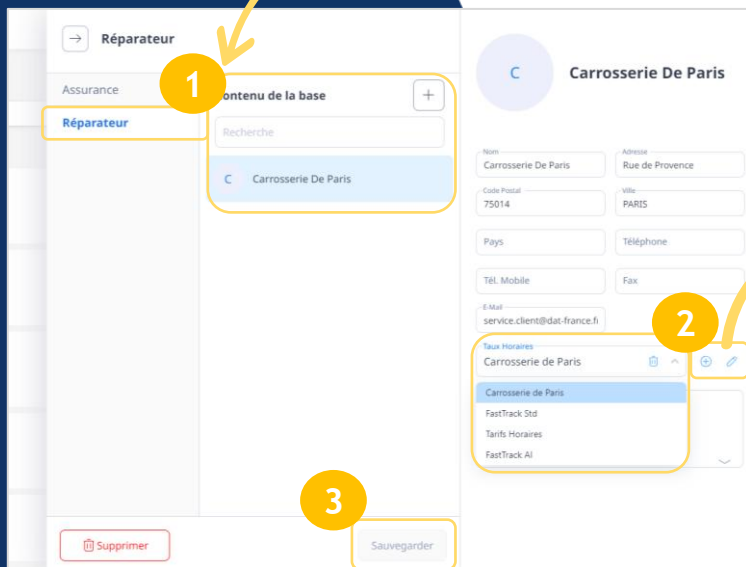 Réparateur
Assurance
Réparateur
1
ontenu de la base
Recherche
C
Carrosserie De Paris
C
Carrosserie De Paris
Nom
Carrosserie De Paris
Adresse
Rue de Provence
Code Postal
75014
Ville
PARIS
Pays
Téléphone
Tél. Mobile
Fax
E-Mail
service.client@dat-france.f
2
Taux Horaires
Carrosserie de Paris
Carrosserie de Paris
FastTrack Std
Tarifs Horaires
FastTrack AI
3
Supprimer
Sauvegarder